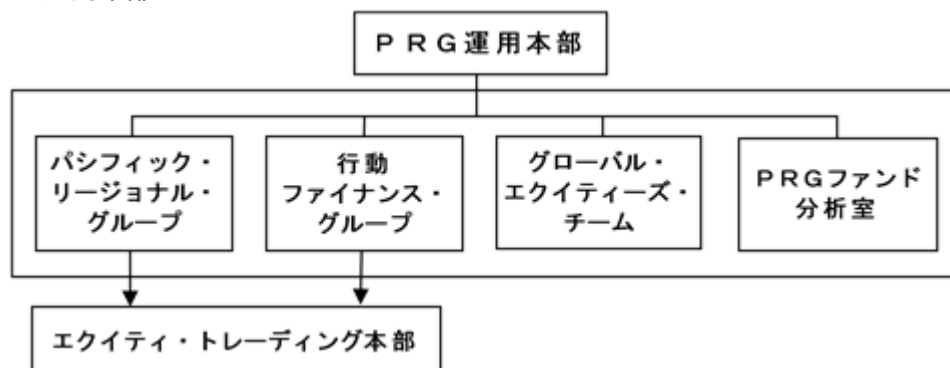 ＰＲＧ運用本部
パシフィック・
リージョナル・
グループ
行動
ファイナンス・
グループ
グローバル・
エクイティーズ・
チーム
ＰＲＧファンド
分析室
エクイティ・トレーディング本部